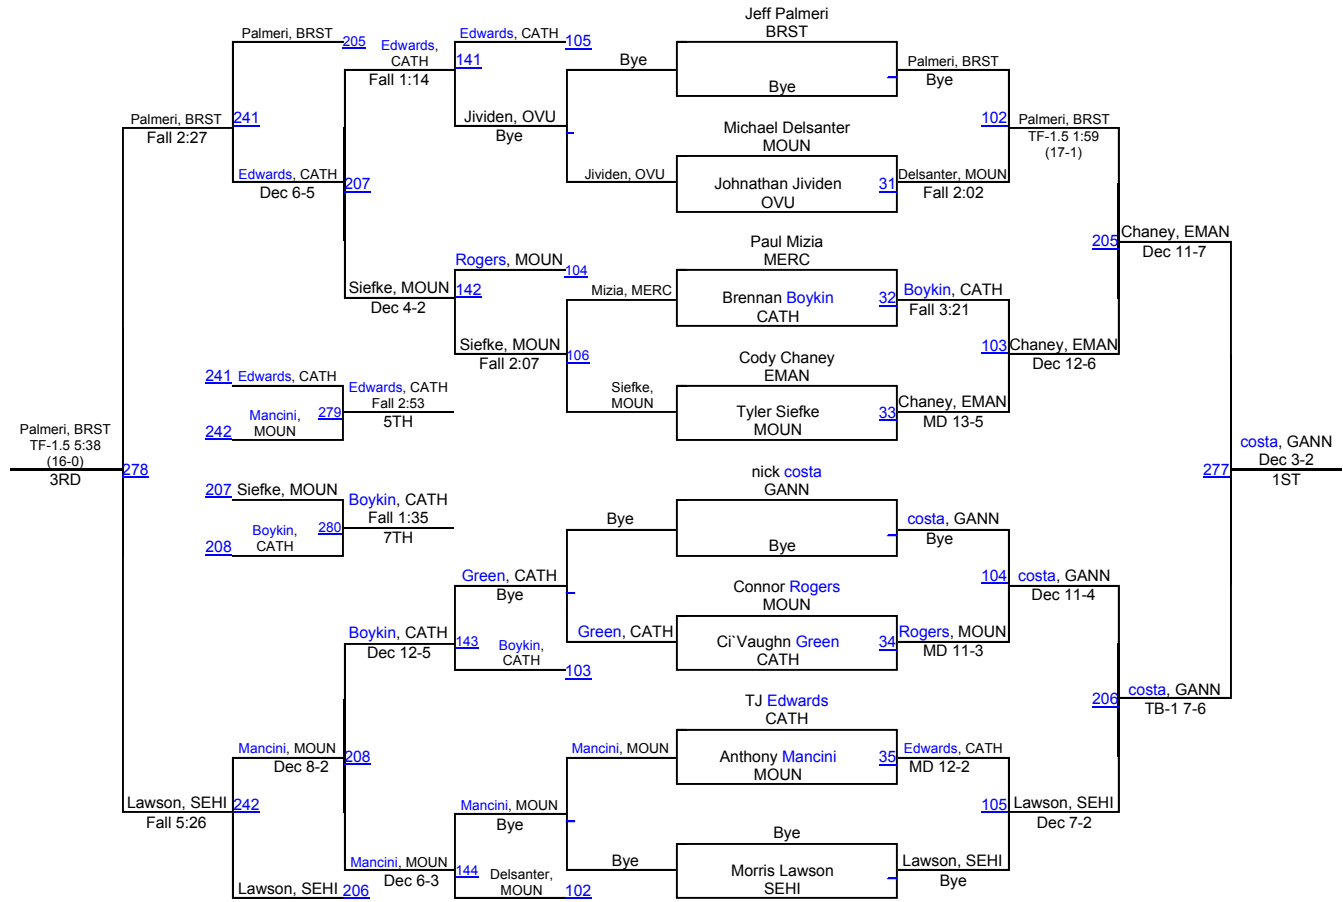 Jeff Palmeri
BRST
Palmeri, BRST
205
Edwards,
CATH
Fall 1:14
Edwards, CATH
105
141
Bye
Bye
Palmeri, BRST
Bye
Palmeri, BRST
Fall 2:27
241
Jividen, OVU
Bye
Michael Delsanter
MOUN
102
Palmeri, BRST
TF-1.5 1:59
(17-1)
Edwards, CATH
Dec 6-5
207
Jividen, OVU
Johnathan Jividen
OVU
31
Delsanter, MOUN
Fall 2:02
Paul Mizia
MERC
205
Chaney, EMAN
Dec 11-7
Rogers, MOUN
104
Siefke, MOUN
Dec 4-2
142
Mizia, MERC
Brennan Boykin
CATH
32
Boykin, CATH
Fall 3:21
Siefke, MOUN
Fall 2:07
106
Cody Chaney
EMAN
103
Chaney, EMAN
Dec 12-6
241
Edwards, CATH
Edwards, CATH
Fall 2:53
5TH
279
Mancini,
MOUN
242
Siefke,
MOUN
Tyler Siefke
MOUN
33
Chaney, EMAN
MD 13-5
Palmeri, BRST
TF-1.5 5:38
(16-0)
3RD
278
277
costa, GANN
Dec 3-2
1ST
207
Siefke, MOUN
Boykin, CATH
Fall 1:35
7TH
280
Boykin,
CATH
208
nick costa
GANN
Bye
Bye
costa, GANN
Bye
Green, CATH
Bye
Connor Rogers
MOUN
104
costa, GANN
Dec 11-4
Boykin, CATH
Dec 12-5
143
Boykin,
CATH
103
Green, CATH
Ci`Vaughn Green
CATH
34
Rogers, MOUN
MD 11-3
TJ Edwards
CATH
206
costa, GANN
TB-1 7-6
Mancini, MOUN
Dec 8-2
208
Mancini, MOUN
Anthony Mancini
MOUN
35
Edwards, CATH
MD 12-2
Lawson, SEHI
Fall 5:26
242
Mancini, MOUN
Bye
Bye
105
Lawson, SEHI
Dec 7-2
Mancini, MOUN
Dec 6-3
144
Delsanter,
MOUN
102
Bye
Morris Lawson
SEHI
Lawson, SEHI
Bye
Lawson, SEHI
206